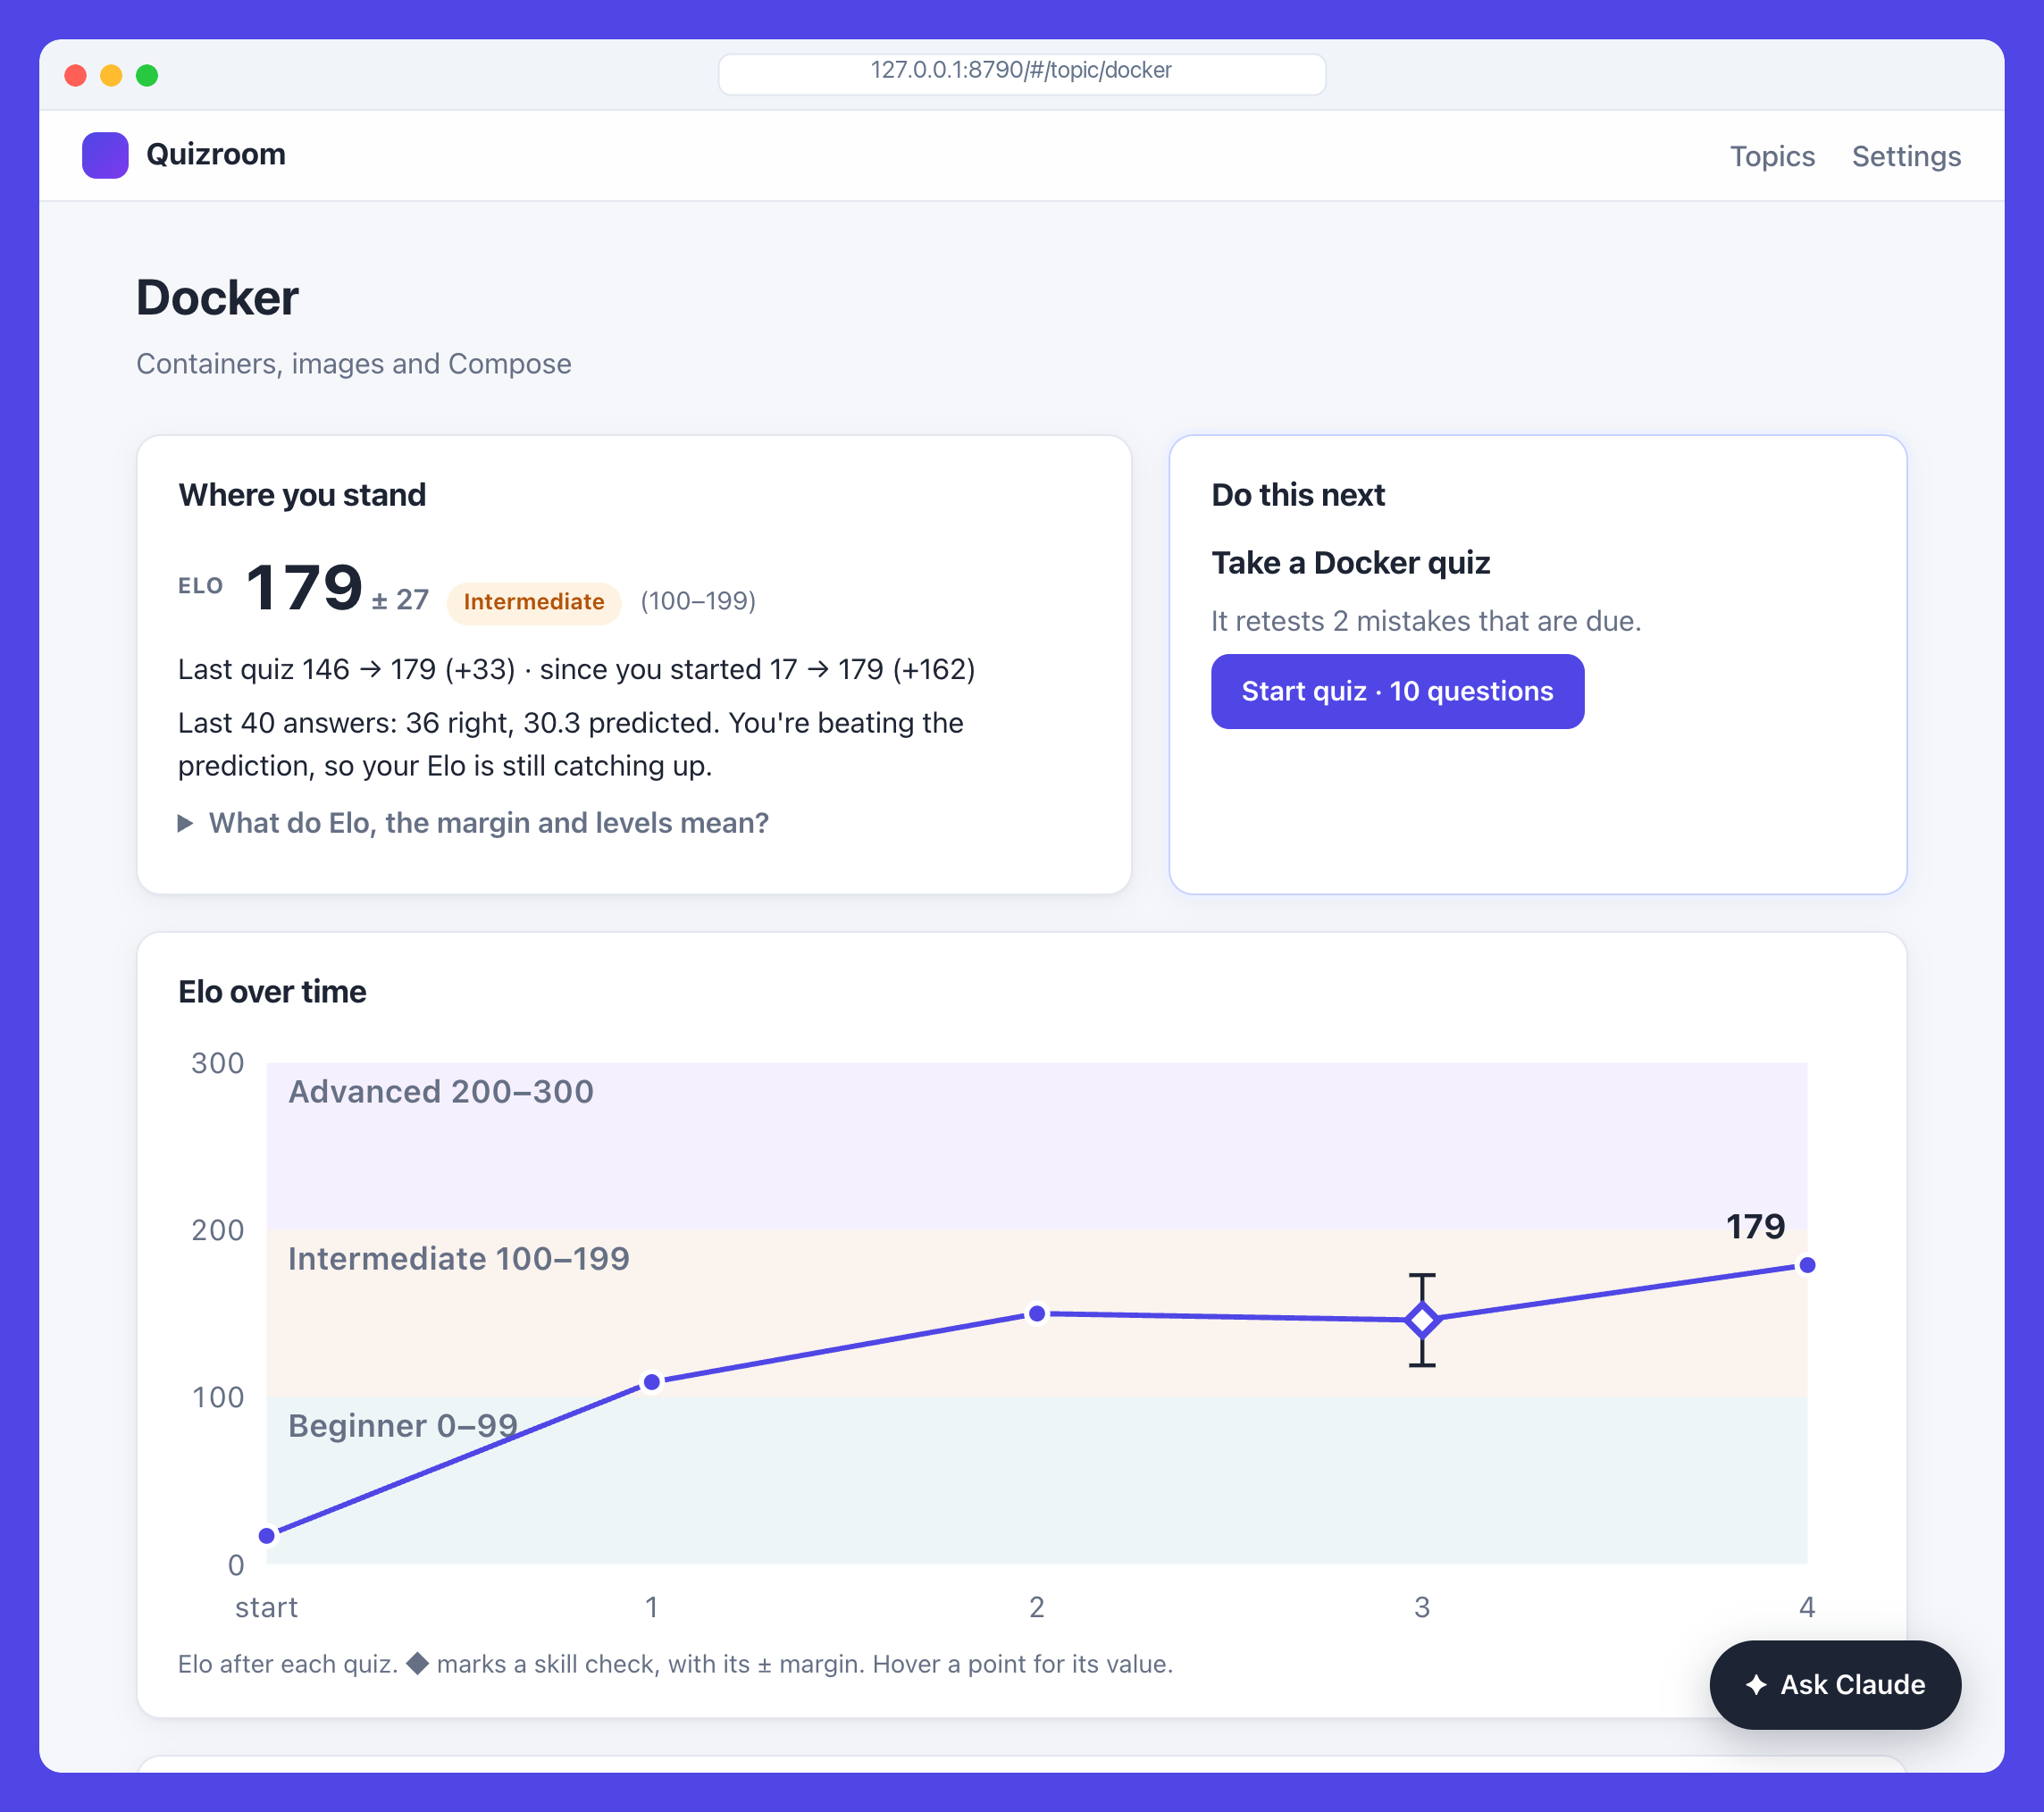 127.0.0.1:8790/#/topic/docker
Quizroom
Topics
Settings
Docker
Containers, images and Compose
Where you stand
ELO 179 ± 27 Intermediate (100–199)
Last quiz 146 → 179 (+33) · since you started 17 → 179 (+162)
Last 40 answers: 36 right, 30.3 predicted. You're beating the
prediction, so your Elo is still catching up.
▶ What do Elo, the margin and levels mean?
Do this next
Take a Docker quiz
It retests 2 mistakes that are due.
Start quiz · 10 questions
Elo over time
300
Advanced 200–300
200
179
Intermediate 100–199
100
Beginner 0–99
0
start 1 2 3 4
Elo after each quiz. ◆ marks a skill check, with its ± margin. Hover a point for its value.
✦ Ask Claude